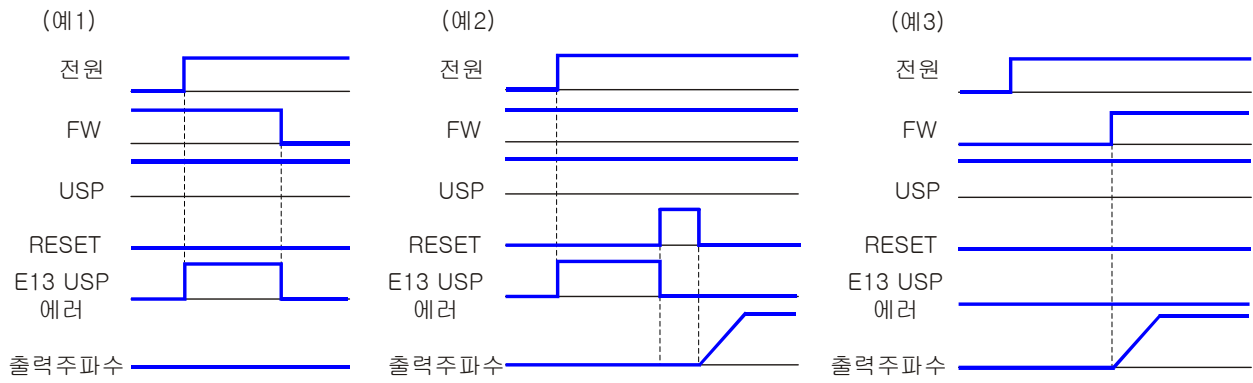 (예1)
전원
FW
USP
RESET
E13 USP
에러
출력주파수
(예2)
전원
FW
USP
RESET
E13 USP
에러
출력주파수
(예3)
전원
FW
USP
RESET
E13 USP
에러
출력주파수